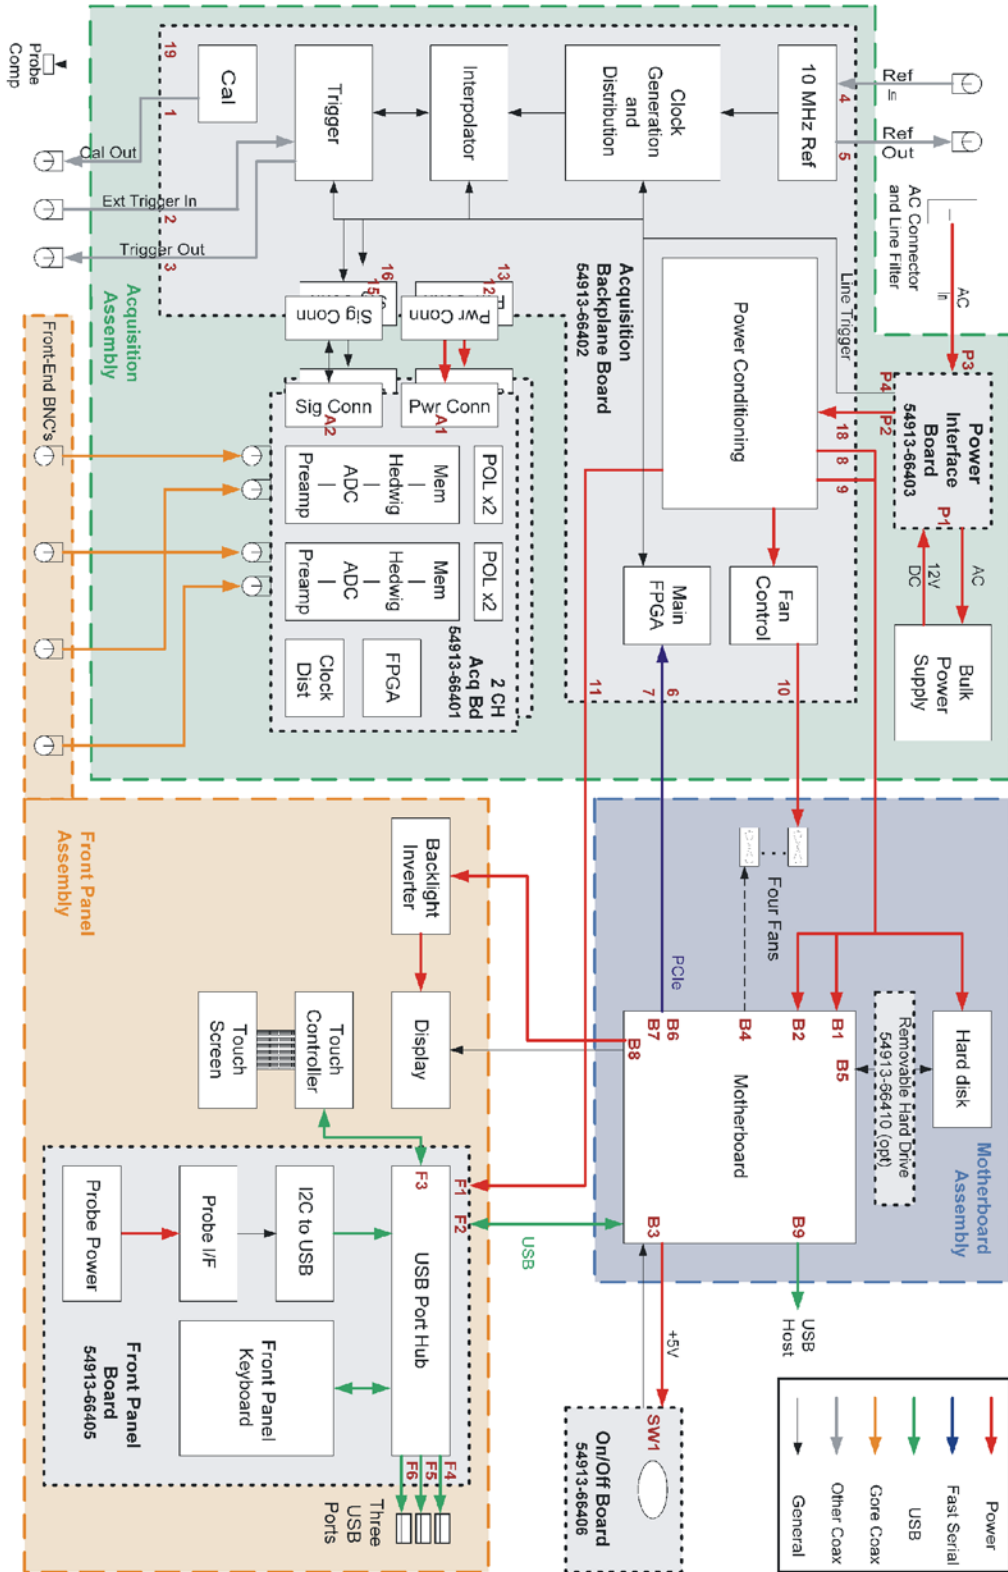 Ref
In
Ref
Out
AC Connector
and Line Filter
AC
In
P3
P4
P2
P1
Power
Interface
Board
54913-66403
AC
12V
DC
Bulk
Power
Supply
10 MHz Ref
4
5
Clock
Generation
and
Distribution
Interpolator
Trigger
Cal
19
1
2
3
Probe
Comp
Cal Out
Ext Trigger In
Trigger Out
Line Trigger
Acquisition
Backplane Board
54913-66402
Power Conditioning
18
8
9
Fan
Control
10
Main
FPGA
6
7
11
16
15
Sig Conn
13
12
Pwr Conn
Sig Conn
A2
Pwr Conn
A1
Preamp
ADC
Hedwig
Mem
POL x2
Preamp
ADC
Hedwig
Mem
POL x2
Clock
Dist
FPGA
2 CH
Acq Bd
54913-66401
Acquisition
Assembly
Front-End BNC's
Front Panel
Assembly
Backlight
Inverter
Display
Touch
Controller
Touch
Screen
Four Fans
PCIe
Motherboard
B1
B2
B3
B4
B5
B6
B7
B8
B9
Hard disk
Removable Hard Drive
54913-66410 (opt)
Motherboard
Assembly
USB
Host
USB
+5V
F1
F2
F3
F4
F5
F6
USB Port Hub
I2C to USB
Probe I/F
Probe Power
Front Panel
Keyboard
Front Panel
Board
54913-66405
Three
USB
Ports
SW1
On/Off Board
54913-66406
Power
Fast Serial
USB
Gore Coax
Other Coax
General